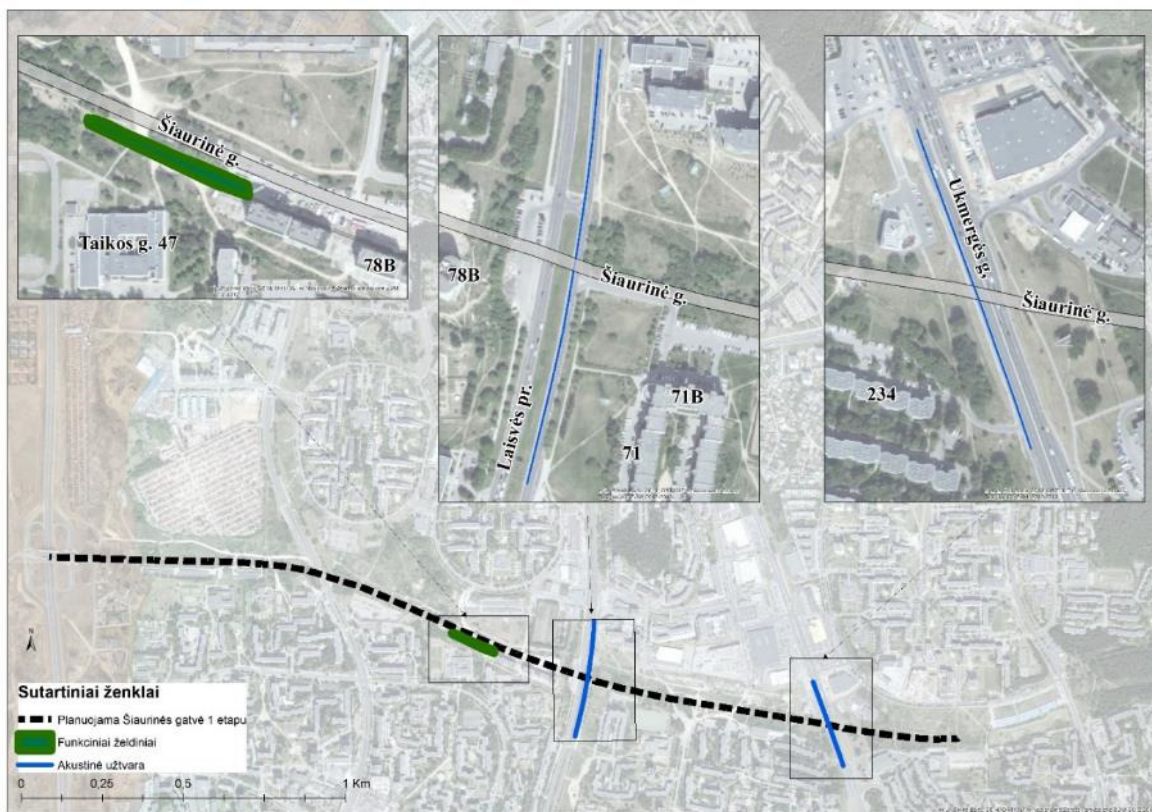 Šiaurinė g.
Taikos g. 47
78B
78B
Šiaurinė g.
Laisvės pr.
71B
71
Ukmergės g,
Šiaurinė g.
234
N
Sutartiniai ženklai
Planuojama Šiaurinės gatvė 1 etapu
Funkciniai želdiniai
Akustinė užtvara
0 0,25 0,5 1 Km